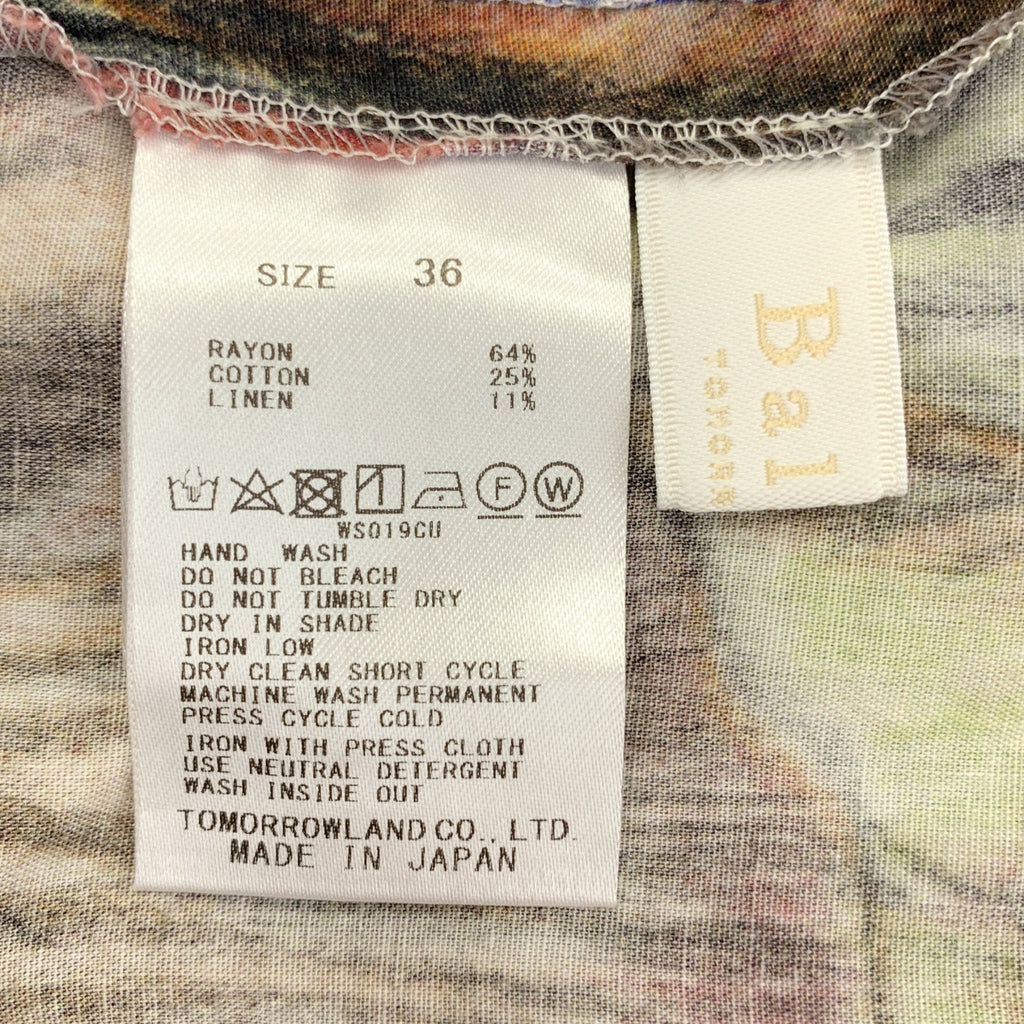 SIZE 36
RAYON 64%
COTTON 25%
LINEN 11%
F W
WS019CU
HAND WASH
DO NOT BLEACH
DO NOT TUMBLE DRY
DRY IN SHADE
IRON LOW
DRY CLEAN SHORT CYCLE
MACHINE WASH PERMANENT
PRESS CYCLE COLD
IRON WITH PRESS CLOTH
USE NEUTRAL DETERGENT
WASH INSIDE OUT
TOMORROWLAND CO., LTD.
MADE IN JAPAN
Bal